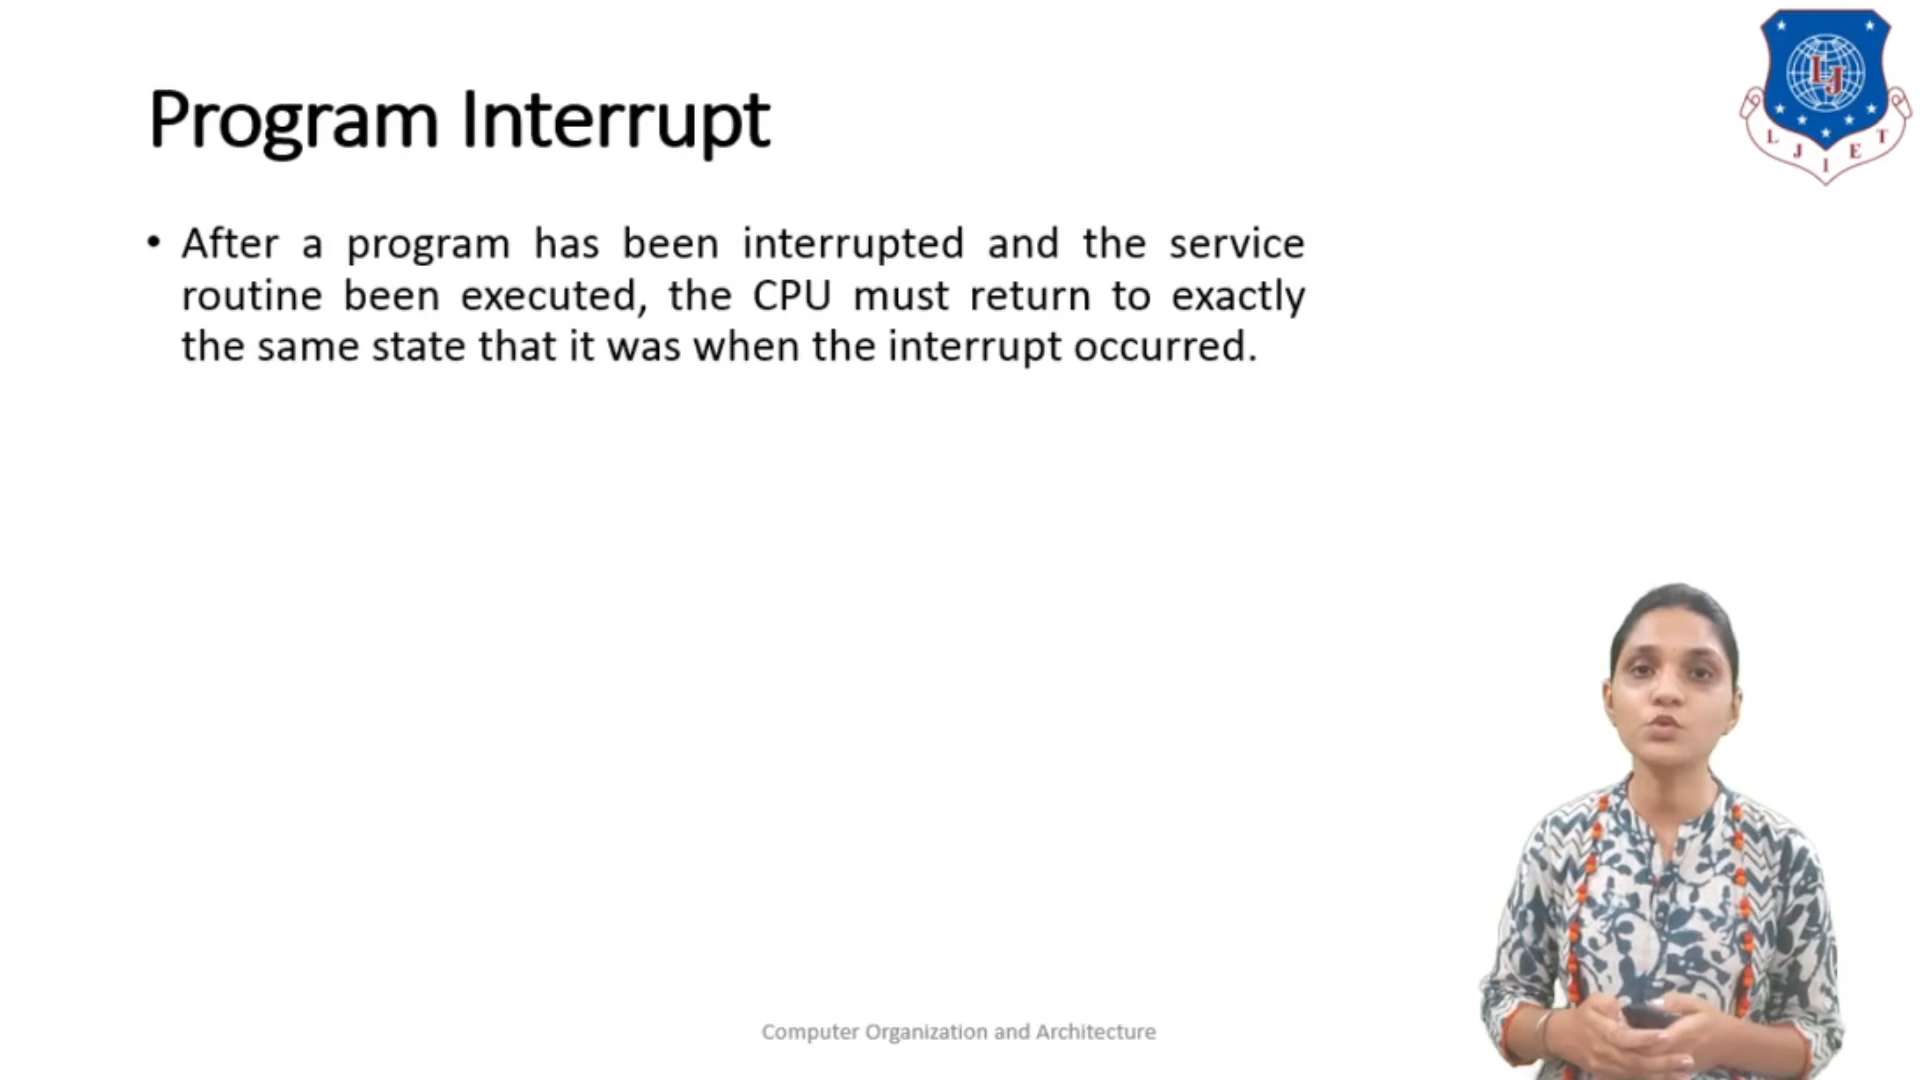 Program Interrupt
• After a program has been interrupted and the service
routine been executed, the CPU must return to exactly
the same state that it was when the interrupt occurred.
LJ
L J I E T
Computer Organization and Architecture